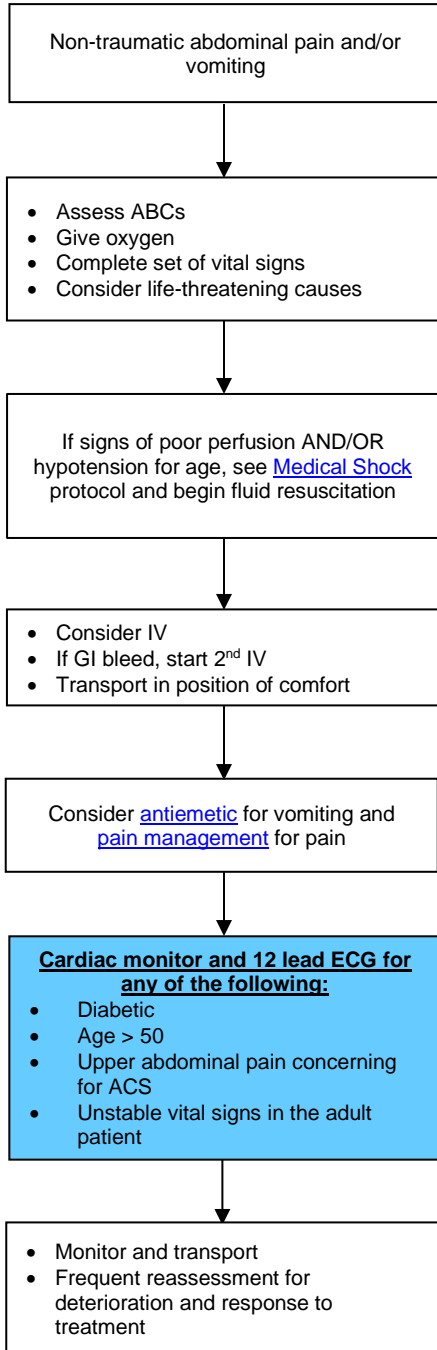 Non-traumatic abdominal pain and/or
vomiting
• Assess ABCs
• Give oxygen
• Complete set of vital signs
• Consider life-threatening causes
If signs of poor perfusion AND/OR
hypotension for age, see Medical Shock
protocol and begin fluid resuscitation
• Consider IV
• If GI bleed, start 2nd IV
• Transport in position of comfort
Consider antiemetic for vomiting and
pain management for pain
Cardiac monitor and 12 lead ECG for
any of the following:
• Diabetic
• Age > 50
• Upper abdominal pain concerning
for ACS
• Unstable vital signs in the adult
patient
• Monitor and transport
• Frequent reassessment for
deterioration and response to
treatment